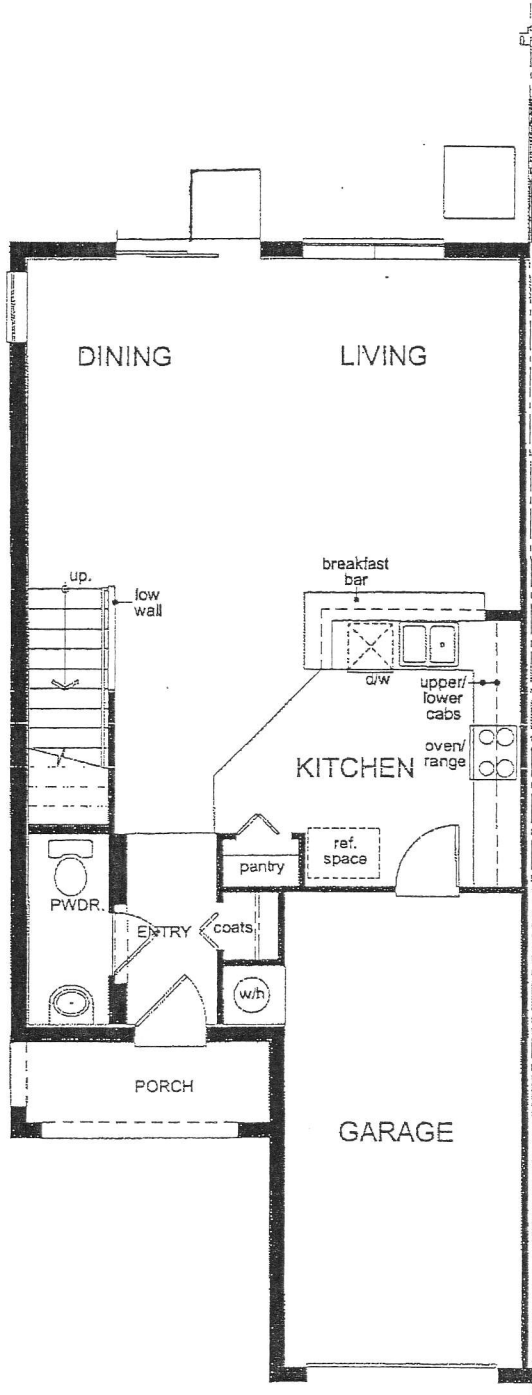 PL
DINING
LIVING
up.
low
wall
breakfast
bar
d/w
upper/
lower
cabs
oven/
range
KITCHEN
ref.
space
pantry
PWDR.
ENTRY
coats
w/h
PORCH
GARAGE